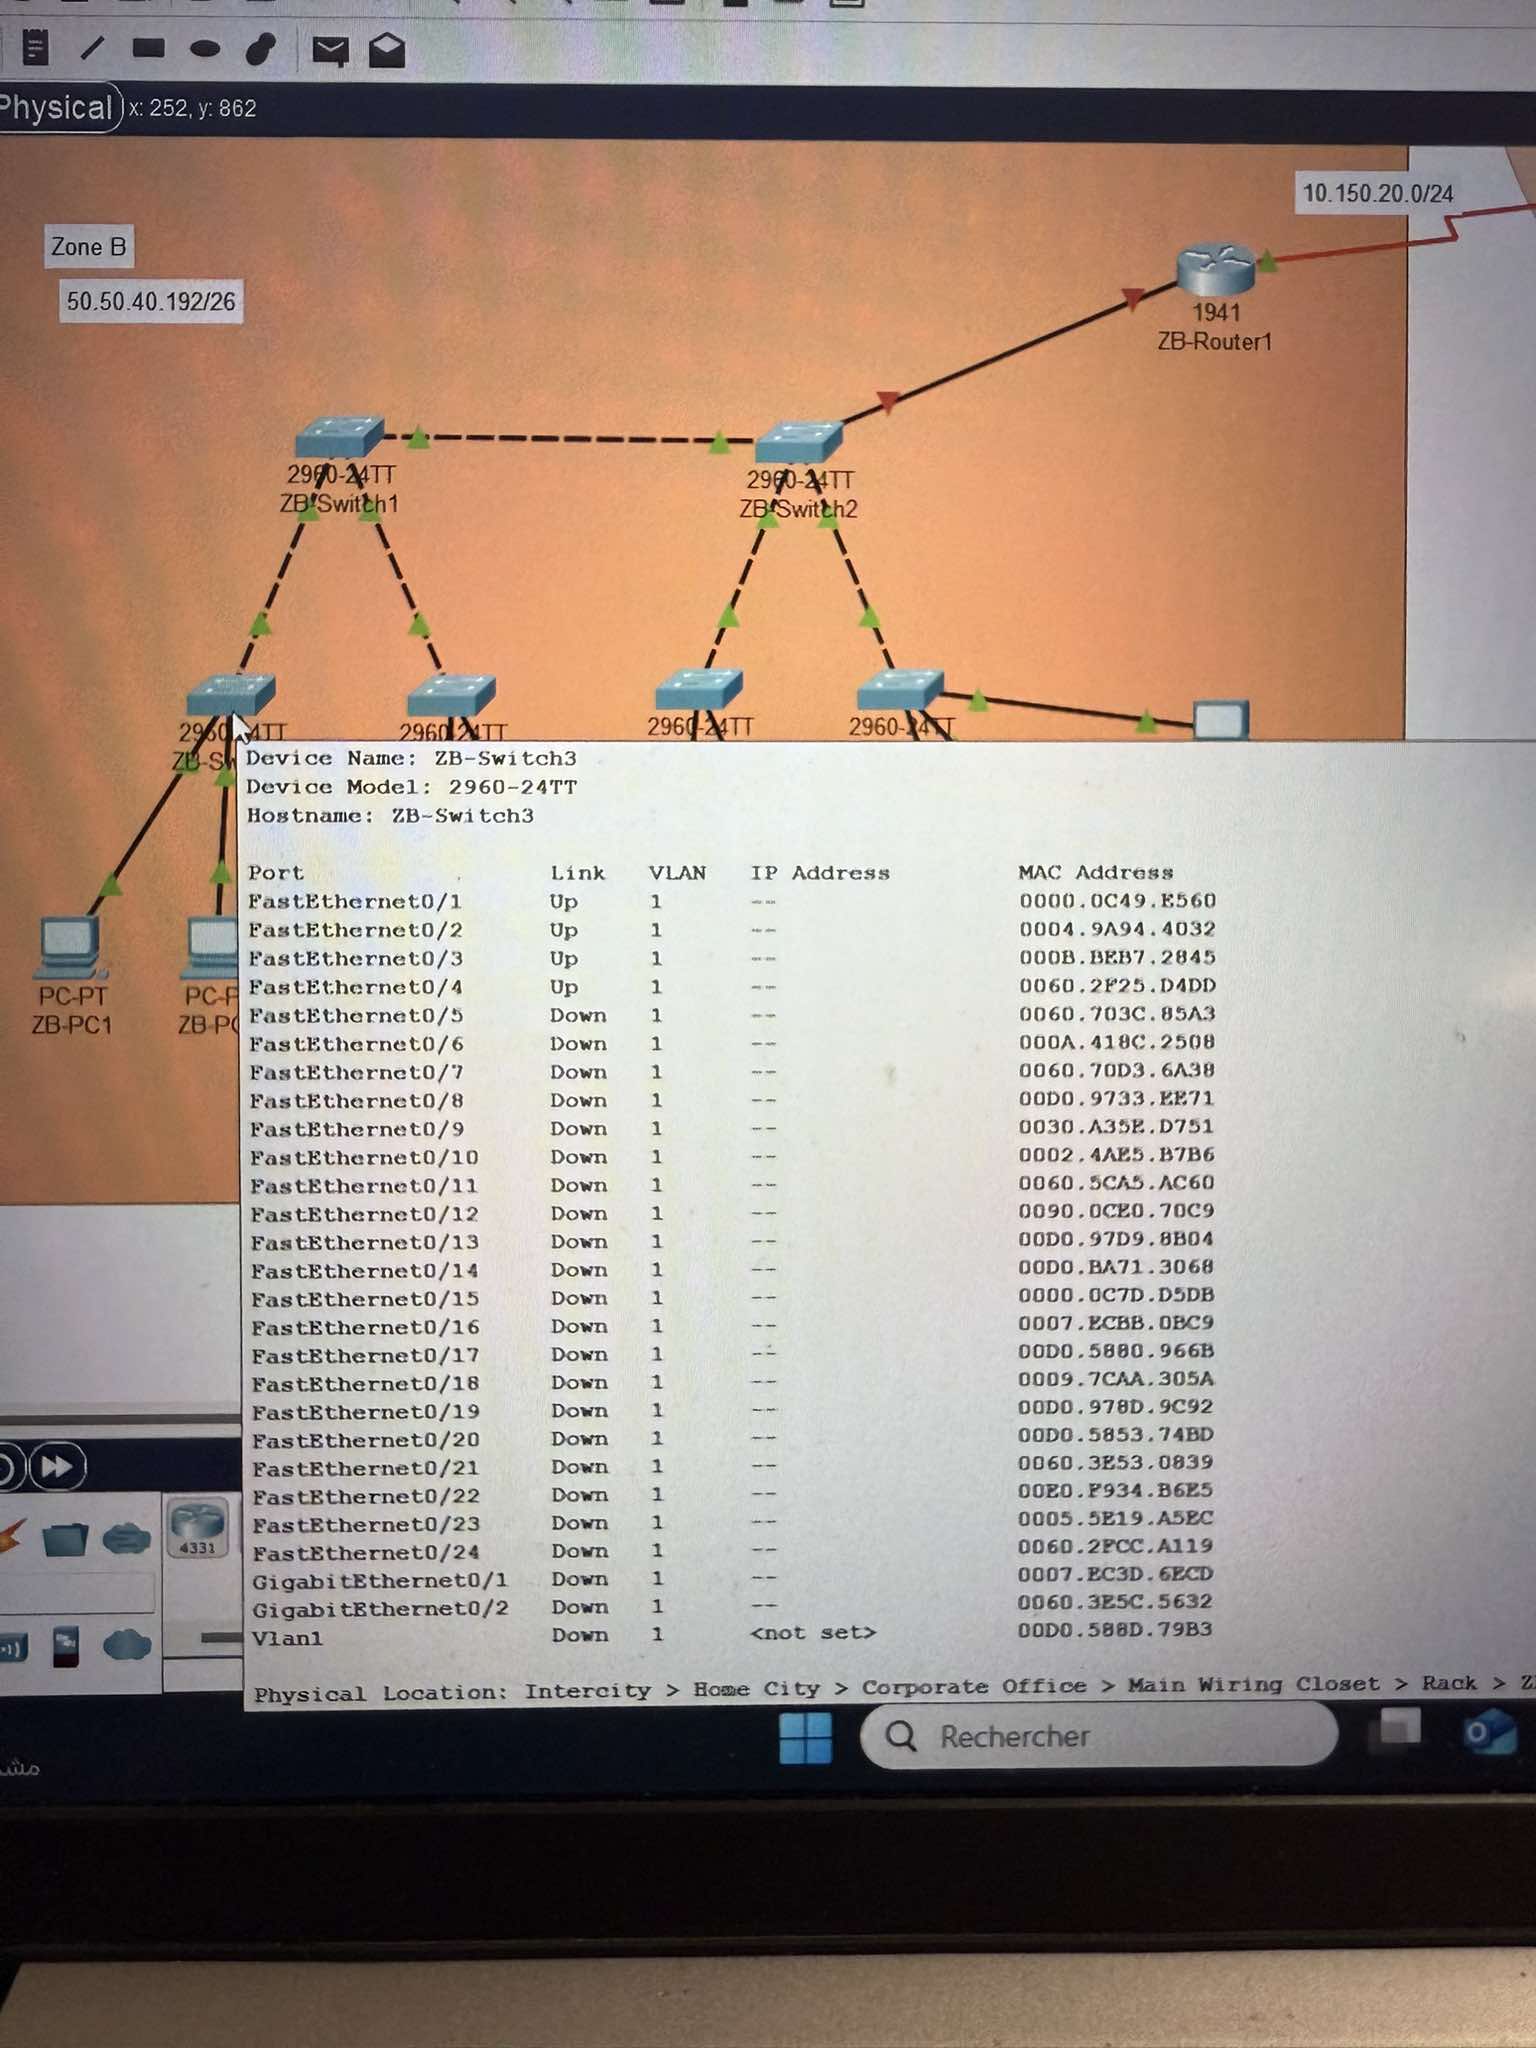 Physical x: 252, y: 862
10.150.20.0/24
Zone B
50.50.40.192/26
1941
ZB-Router1
2960-24TT
ZB-Switch1
2960-24TT
ZB-Switch2
2960-24TT
2960-24TT
2960-24TT
2960-24TT
ZB-Sw
Device Name: ZB-Switch3
Device Model: 2960-24TT
Hostname: ZB-Switch3
Port Link VLAN IP Address MAC Address
FastEthernet0/1 Up 1 -- 0000.0C49.E560
FastEthernet0/2 Up 1 -- 0004.9A94.4032
FastEthernet0/3 Up 1 -- 000B.BEB7.2845
FastEthernet0/4 Up 1 -- 0060.2F25.D4DD
FastEthernet0/5 Down 1 -- 0060.703C.85A3
FastEthernet0/6 Down 1 -- 000A.418C.2508
FastEthernet0/7 Down 1 -- 0060.70D3.6A38
FastEthernet0/8 Down 1 -- 00D0.9733.EE71
FastEthernet0/9 Down 1 -- 0030.A35E.D751
FastEthernet0/10 Down 1 -- 0002.4AE5.B7B6
FastEthernet0/11 Down 1 -- 0060.5CA5.AC60
FastEthernet0/12 Down 1 -- 0090.0CE0.70C9
FastEthernet0/13 Down 1 -- 00D0.97D9.8B04
FastEthernet0/14 Down 1 -- 00D0.BA71.3068
FastEthernet0/15 Down 1 -- 0000.0C7D.D5DB
FastEthernet0/16 Down 1 -- 0007.ECBB.0BC9
FastEthernet0/17 Down 1 -- 00D0.5880.966B
FastEthernet0/18 Down 1 -- 0009.7CAA.305A
FastEthernet0/19 Down 1 -- 00D0.978D.9C92
FastEthernet0/20 Down 1 -- 00D0.5853.74BD
FastEthernet0/21 Down 1 -- 0060.3E53.0839
FastEthernet0/22 Down 1 -- 00E0.F934.B6E5
FastEthernet0/23 Down 1 -- 0005.5E19.A5EC
FastEthernet0/24 Down 1 -- 0060.2FCC.A119
GigabitEthernet0/1 Down 1 -- 0007.EC3D.6ECD
GigabitEthernet0/2 Down 1 -- 0060.3E5C.5632
Vlan1 Down 1 <not set> 00D0.588D.79B3
Physical Location: Intercity > Home City > Corporate Office > Main Wiring Closet > Rack > Z
PC-PT
ZB-PC1
PC-P
ZB-PC
4331
Rechercher